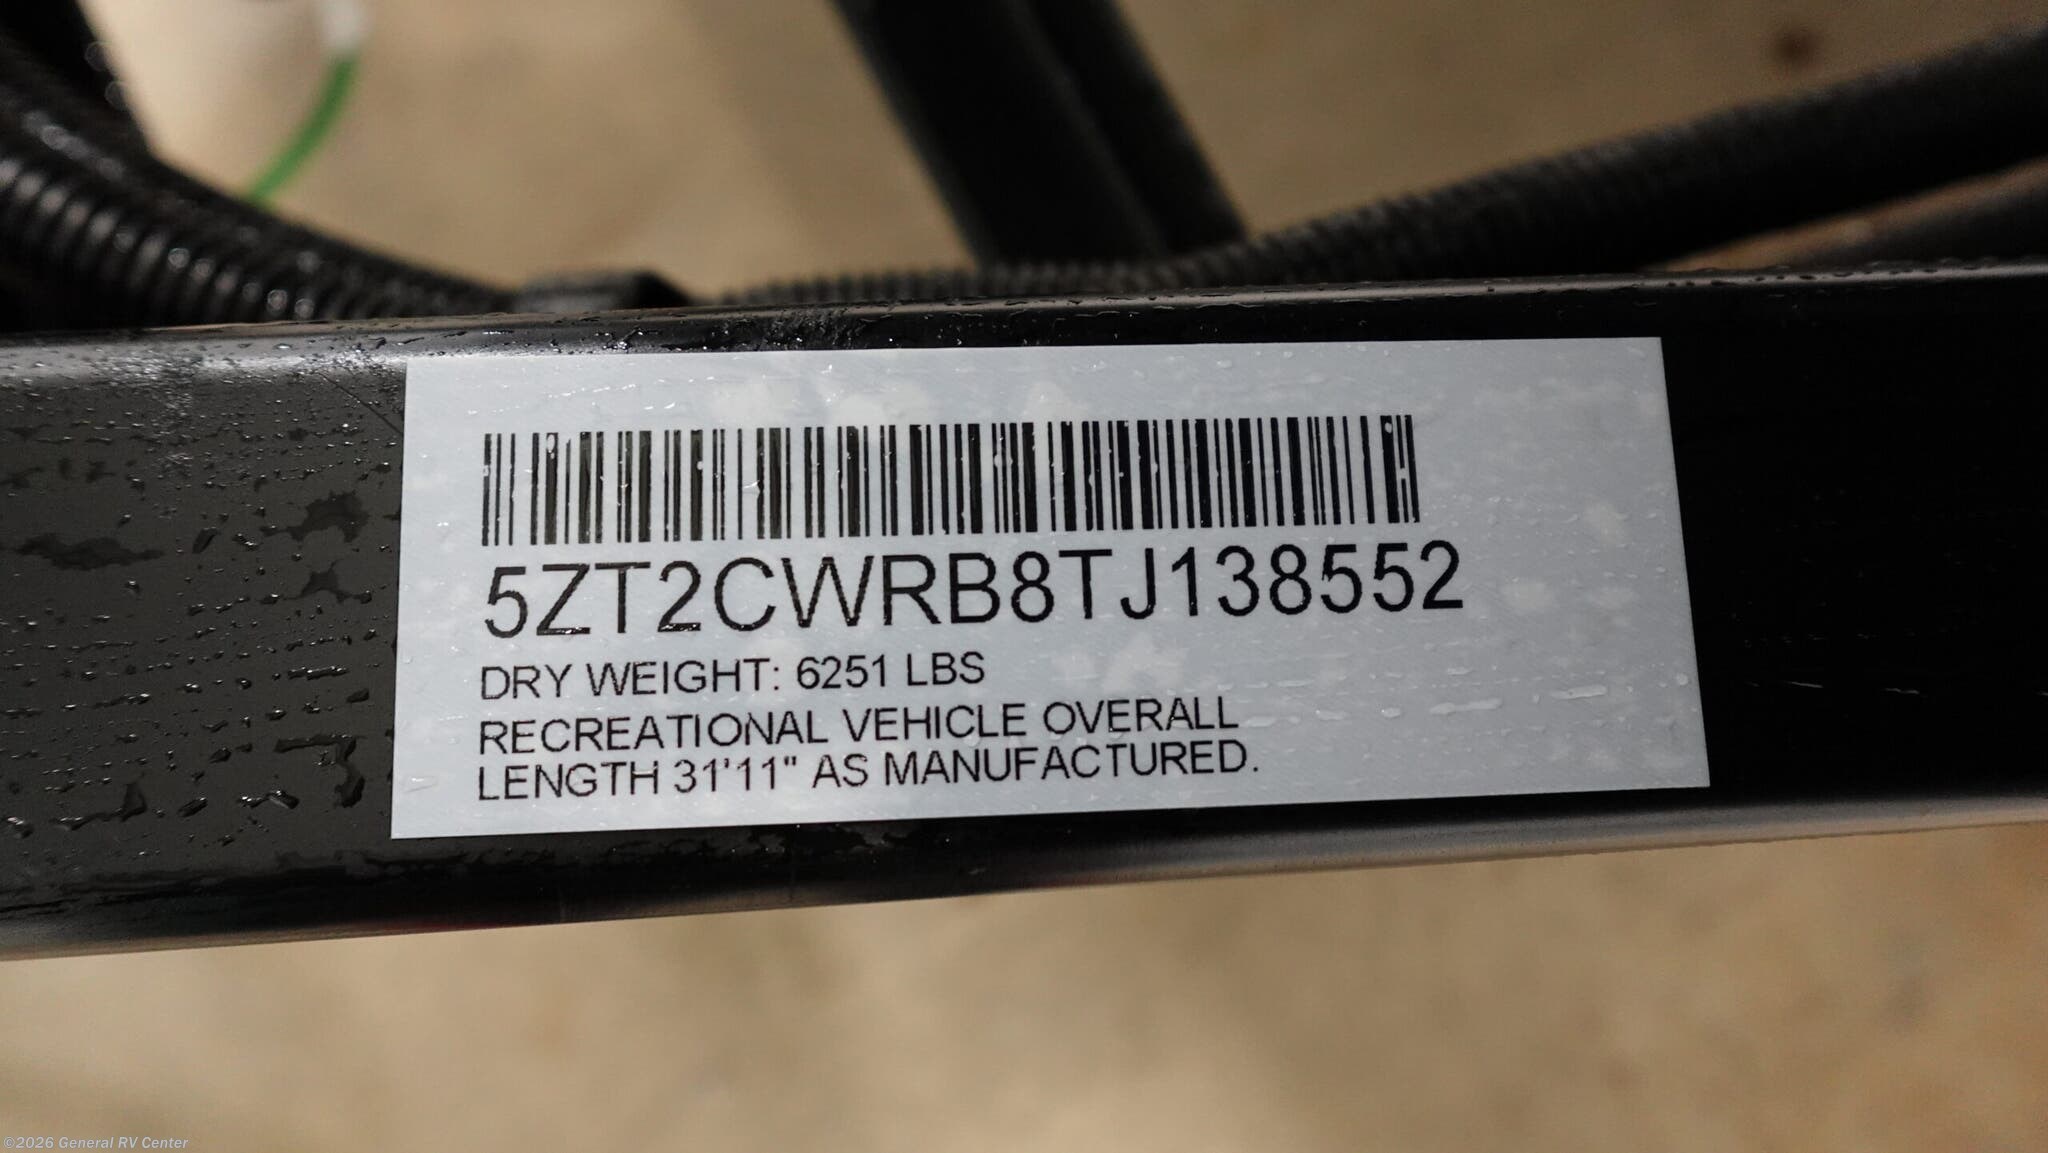 5ZT2CWRB8TJ138552
DRY WEIGHT: 6251 LBS
RECREATIONAL VEHICLE OVERALL
LENGTH 31'11" AS MANUFACTURED.
©2026 General RV Center